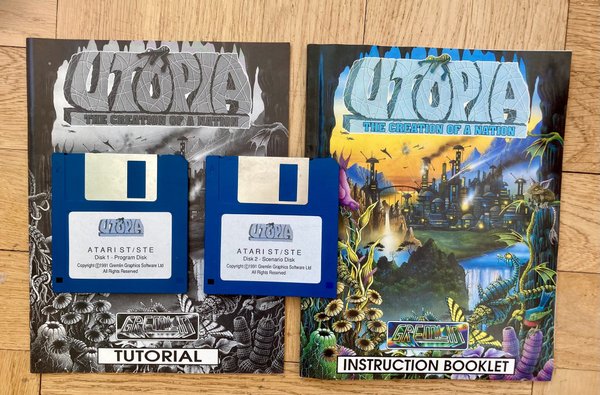 UTOPIA
THE CREATION OF A NATION
UTOPIA
ATARI ST/STE
Disk 1 - Program Disk
Copyright ©1991 Gremlin Graphics Software Ltd
All Rights Reserved
GREMLIN
TUTORIAL
UTOPIA
THE CREATION OF A NATION
UTOPIA
ATARI ST/STE
Disk 2 - Scenario Disk
Copyright ©1991 Gremlin Graphics Software Ltd
All Rights Reserved
GREMLIN
INSTRUCTION BOOKLET